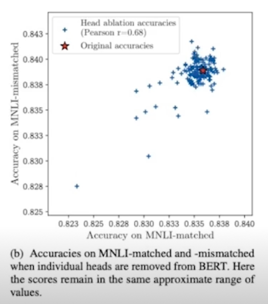 Head ablation accuracies
(Pearson r=0.68)
Original accuracies
Accuracy on MNLI-mismatched
0.843
0.840
0.838
0.835
0.833
0.830
0.828
0.825
0.823 0.825 0.828 0.830 0.833 0.835 0.838 0.840
Accuracy on MNLI-matched
(b) Accuracies on MNLI-matched and -mismatched
when individual heads are removed from BERT. Here
the scores remain in the same approximate range of
values.